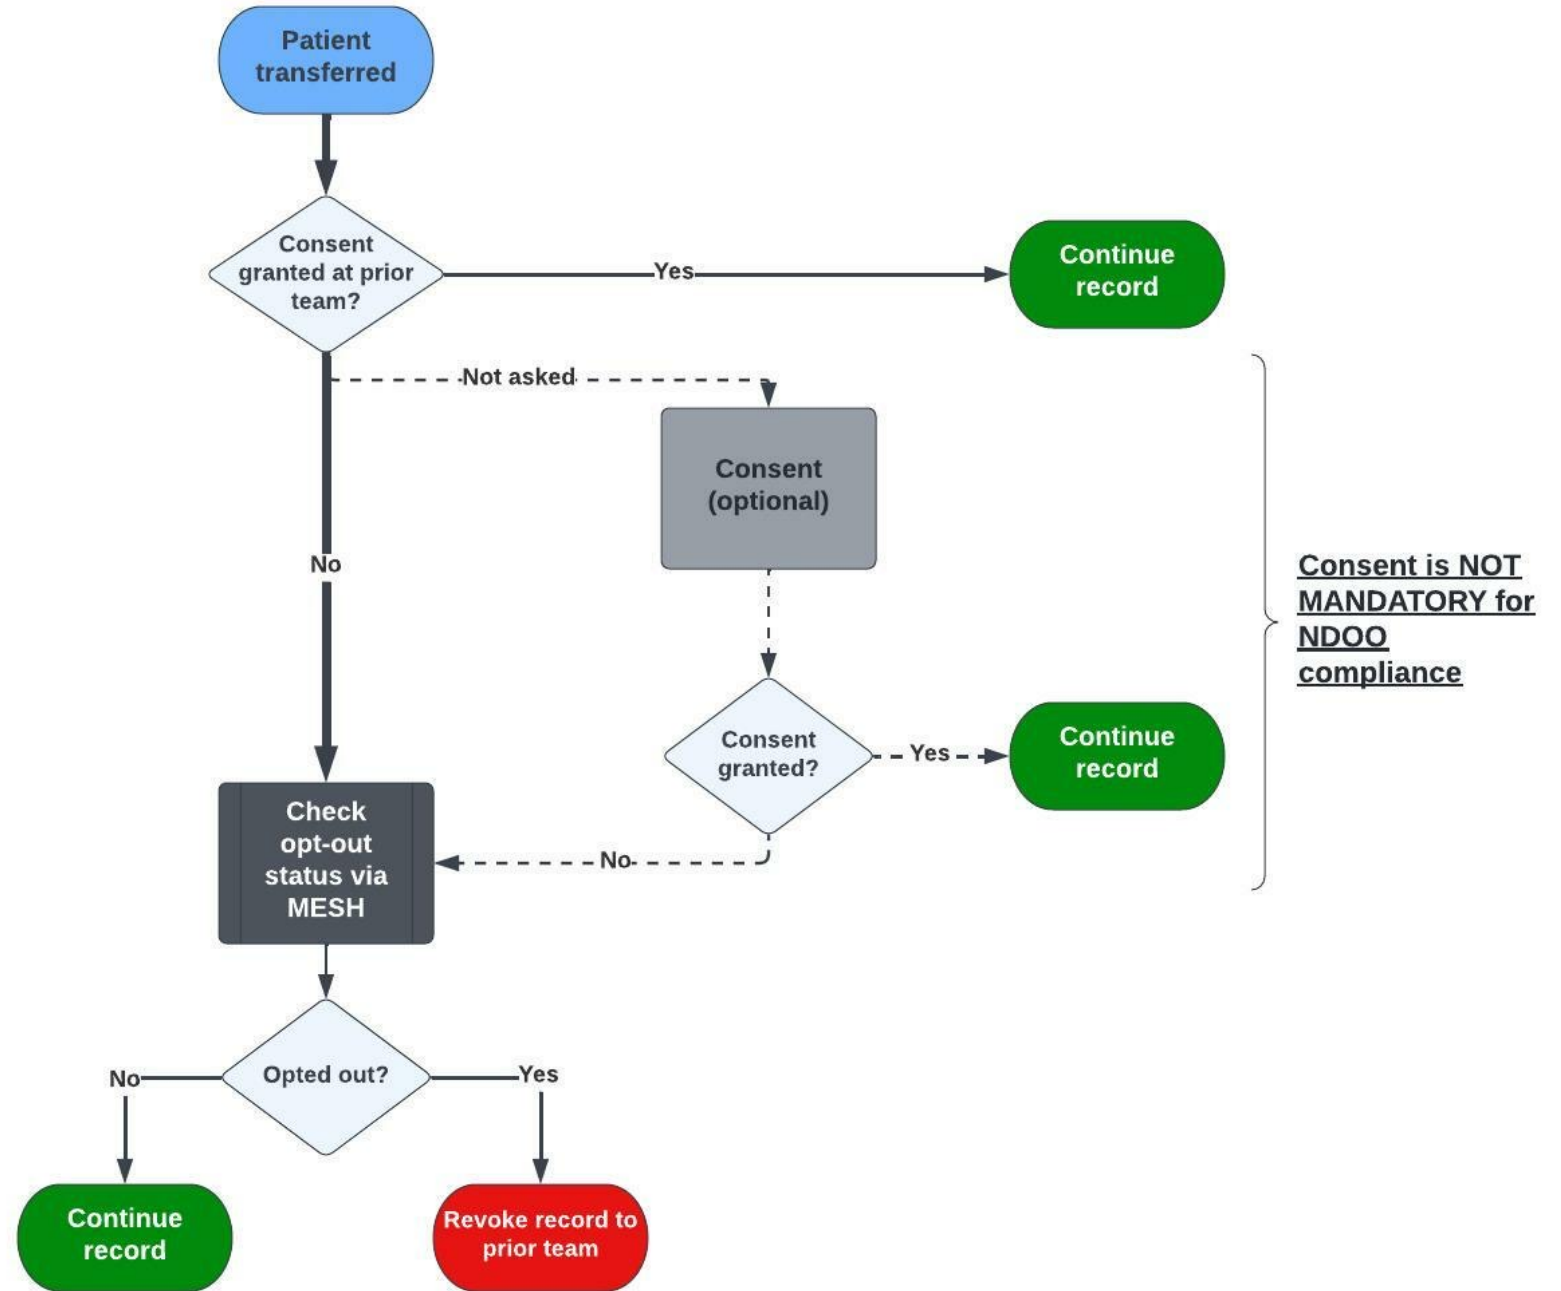 Patient
transferred
Consent
granted at prior
team?
Yes
Continue
record
Not asked
Consent
(optional)
No
Consent is NOT
MANDATORY for
NDOO
compliance
Consent
granted?
Yes
Continue
record
Check
opt-out
status via
MESH
No
Opted out?
No
Yes
Continue
record
Revoke record to
prior team